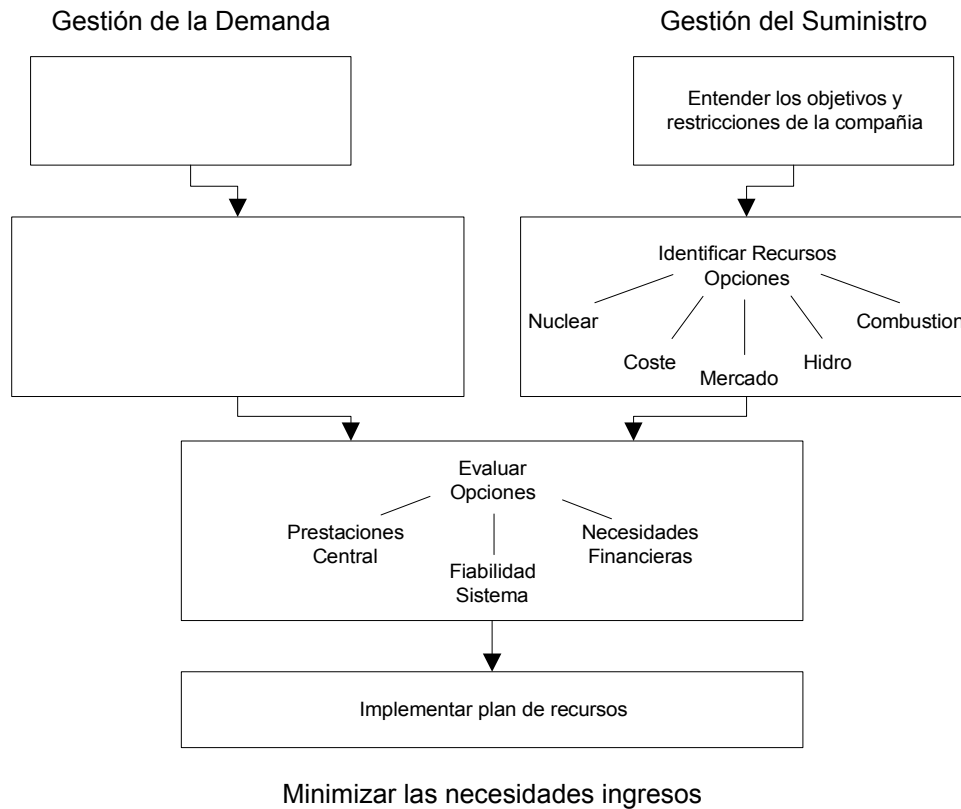 Gestión de la Demanda
Gestión del Suministro
Entender los objetivos y
restricciones de la compañia
Identificar Recursos
Opciones
Nuclear
Combustion
Coste
Hidro
Mercado
Evaluar
Opciones
Prestaciones
Central
Necesidades
Financieras
Fiabilidad
Sistema
Implementar plan de recursos
Minimizar las necesidades ingresos